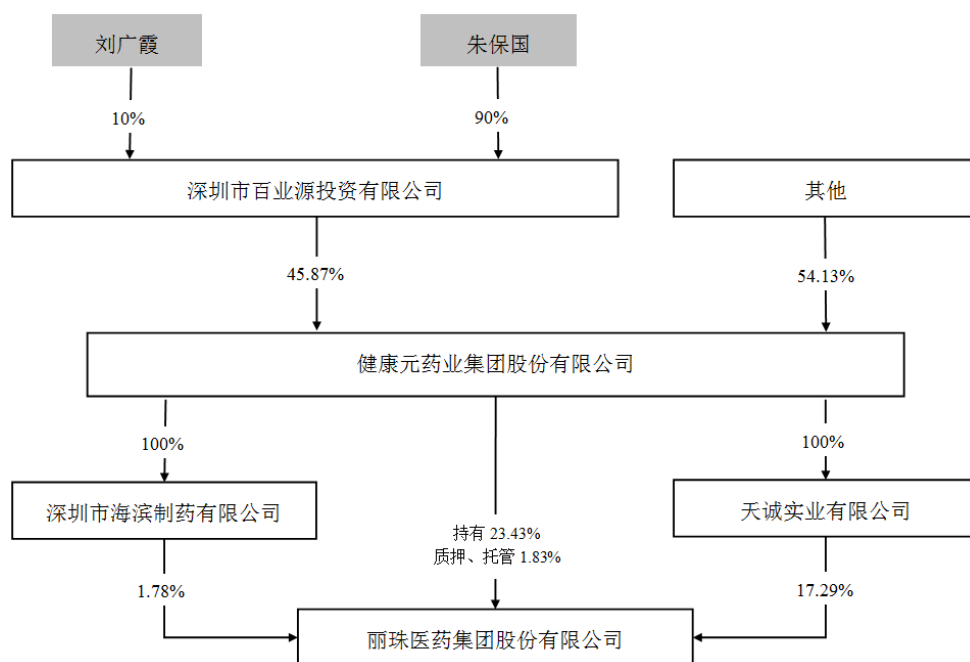 刘广霞
朱保国
10%
90%
深圳市百业源投资有限公司
其他
45.87%
54.13%
健康元药业集团股份有限公司
100%
100%
深圳市海滨制药有限公司
天诚实业有限公司
持有 23.43%
质押、托管 1.83%
1.78%
17.29%
丽珠医药集团股份有限公司